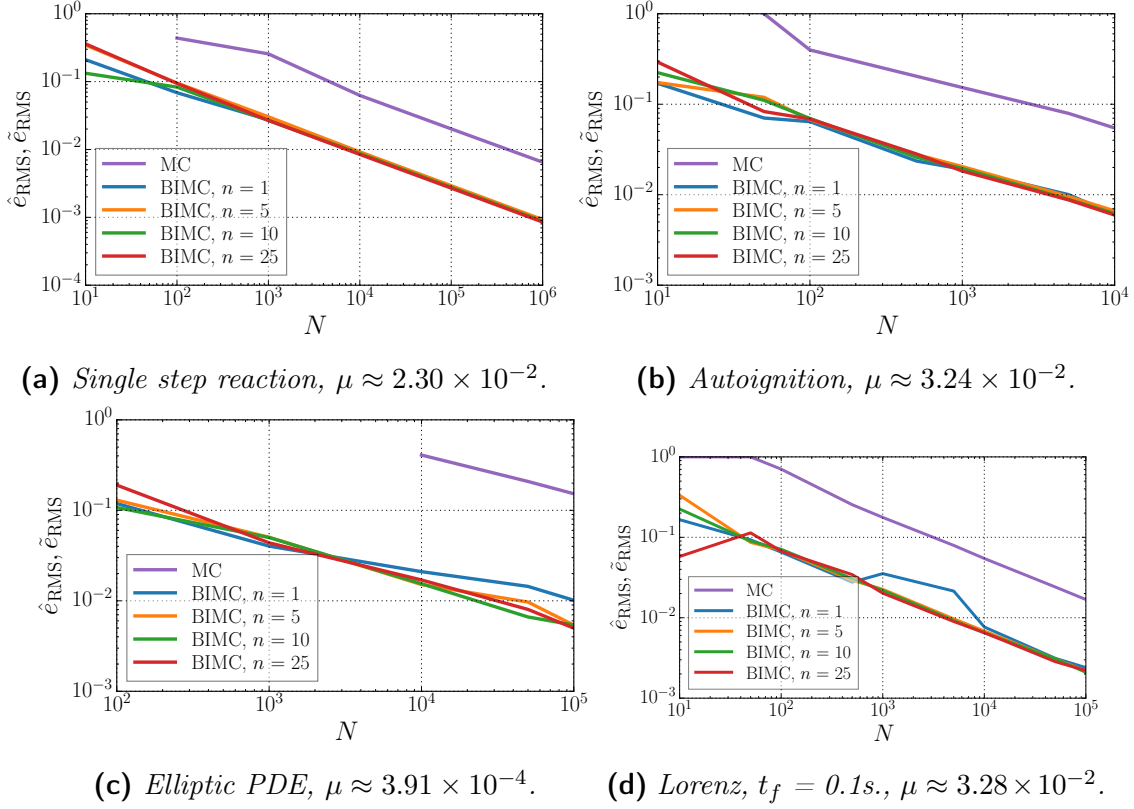 10^0
10^{-1}
10^{-2}
10^{-3}
10^{-4}
ê_RMS, ẽ_RMS
MC
BIMC, n = 1
BIMC, n = 5
BIMC, n = 10
BIMC, n = 25
10^1 10^2 10^3 10^4 10^5 10^6
N
(a) Single step reaction, μ ≈ 2.30 × 10^{-2}.
10^0
10^{-1}
10^{-2}
10^{-3}
ê_RMS, ẽ_RMS
MC
BIMC, n = 1
BIMC, n = 5
BIMC, n = 10
BIMC, n = 25
10^1 10^2 10^3 10^4
N
(b) Autoignition, μ ≈ 3.24 × 10^{-2}.
10^0
10^{-1}
10^{-2}
10^{-3}
ê_RMS, ẽ_RMS
MC
BIMC, n = 1
BIMC, n = 5
BIMC, n = 10
BIMC, n = 25
10^2 10^3 10^4 10^5
N
(c) Elliptic PDE, μ ≈ 3.91 × 10^{-4}.
10^0
10^{-1}
10^{-2}
10^{-3}
ê_RMS, ẽ_RMS
MC
BIMC, n = 1
BIMC, n = 5
BIMC, n = 10
BIMC, n = 25
10^1 10^2 10^3 10^4 10^5
N
(d) Lorenz, t_f = 0.1s., μ ≈ 3.28 × 10^{-2}.